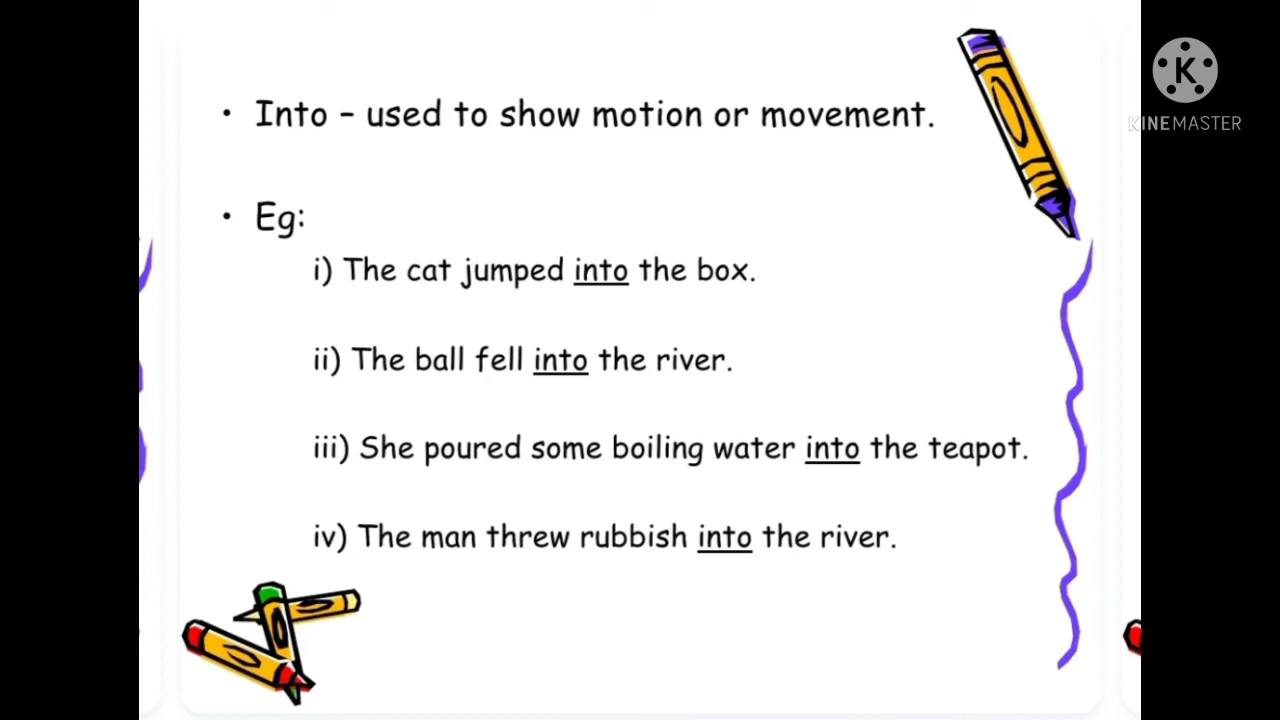 • Into – used to show motion or movement.
• Eg:
i) The cat jumped into the box.
ii) The ball fell into the river.
iii) She poured some boiling water into the teapot.
iv) The man threw rubbish into the river.
K
KINEMASTER